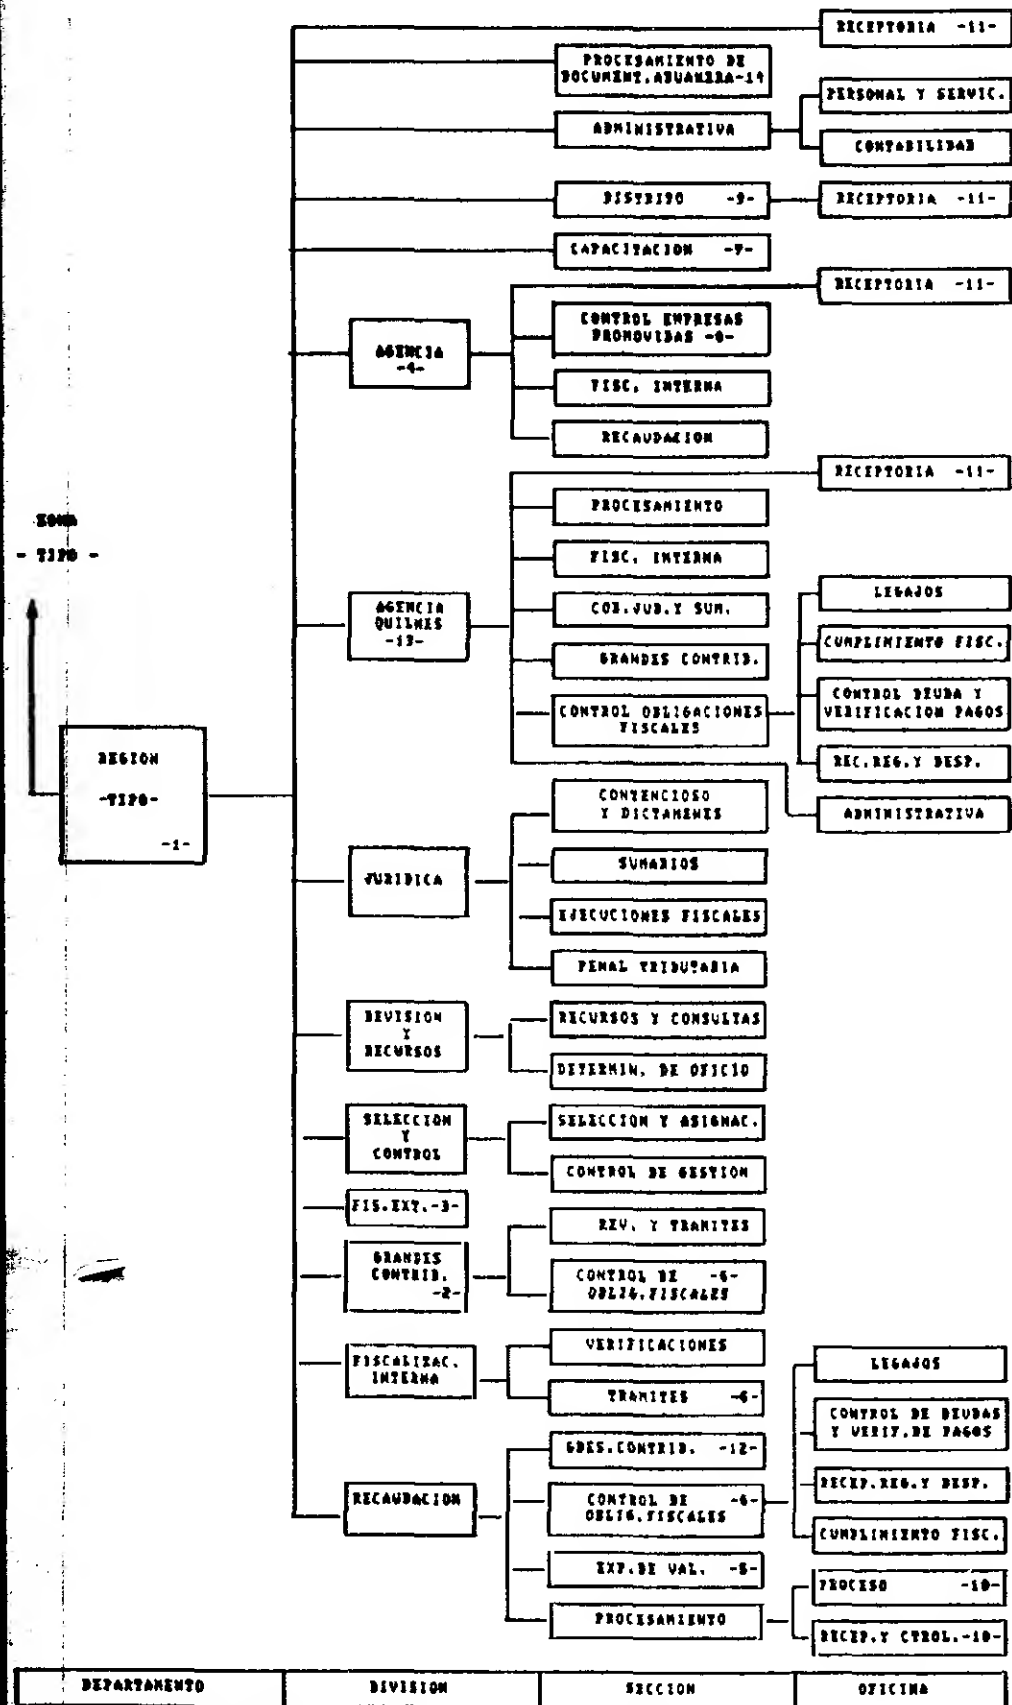 RECEPTORIA -11-
PROCESAMIENTO DE
DOCUMENT.ADUANERA-14
PERSONAL Y SERVIC.
ADMINISTRATIVA
CONTABILIDAD
DISTRITO -9-
RECEPTORIA -11-
CAPACITACION -7-
RECEPTORIA -11-
CONTROL EMPRESAS
PROMOVIDAS -8-
AGENCIA
-4-
FISC. INTERNA
RECAUDACION
RECEPTORIA -11-
PROCESAMIENTO
ZONA
- TIPO -
FISC. INTERNA
LEGAJOS
AGENCIA
QUILMES
-13-
COB.JUD.Y SUM.
CUMPLIMIENTO FISC.
GRANDES CONTRIB.
CONTROL DEUDA Y
VERIFICACION PAGOS
CONTROL OBLIGACIONES
FISCALES
REC.REG.Y DESP.
REGION
-TIPO-
-1-
ADMINISTRATIVA
CONTENCIOSO
Y DICTAMENES
JURIDICA
SUMARIOS
EJECUCIONES FISCALES
PENAL TRIBUTARIA
REVISION
Y
RECURSOS
RECURSOS Y CONSULTAS
DETERMIN. DE OFICIO
SELECCION
Y
CONTROL
SELECCION Y ASIGNAC.
CONTROL DE GESTION
FIS.EXT.-3-
REV. Y TRAMITES
GRANDES
CONTRIB.
-2-
CONTROL DE -6-
OBLIG.FISCALES
VERIFICACIONES
FISCALIZAC.
INTERNA
TRAMITES -6-
LEGAJOS
CONTROL DE DEUDAS
Y VERIF.DE PAGOS
GDES.CONTRIB. -12-
RECAUDACION
CONTROL DE -6-
OBLIG.FISCALES
RECEP.REG.Y DESP.
CUMPLIMIENTO FISC.
EXP.DE VAL. -5-
PROCESO -10-
PROCESAMIENTO
RECEP.Y CTROL.-10-
DEPARTAMENTO
DIVISION
SECCION
OFICINA